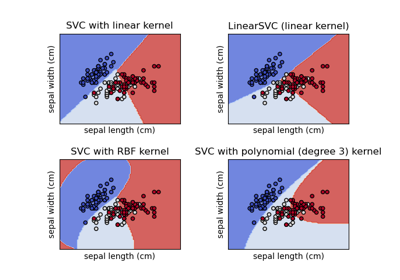 SVC with linear kernel
LinearSVC (linear kernel)
sepal width (cm)
sepal length (cm)
sepal width (cm)
sepal length (cm)
SVC with RBF kernel
SVC with polynomial (degree 3) kernel
sepal width (cm)
sepal length (cm)
sepal width (cm)
sepal length (cm)